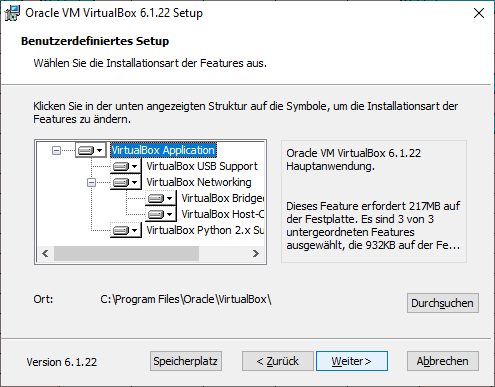 Oracle VM VirtualBox 6.1.22 Setup
Benutzerdefiniertes Setup
Wählen Sie die Installationsart der Features aus.
Klicken Sie in der unten angezeigten Struktur auf die Symbole, um die Installationsart der
Features zu ändern.
VirtualBox Application
VirtualBox USB Support
VirtualBox Networking
VirtualBox Bridge
VirtualBox Host-C
VirtualBox Python 2.x Su
Oracle VM VirtualBox 6.1.22
Hauptanwendung.
Dieses Feature erfordert 217MB auf
der Festplatte. Es sind 3 von 3
untergeordneten Features
ausgewählt, die 932KB auf der Fe...
Ort: C:\Program Files\Oracle\VirtualBox\
Durchsuchen
Version 6.1.22
Speicherplatz
< Zurück
Weiter>
Abbrechen